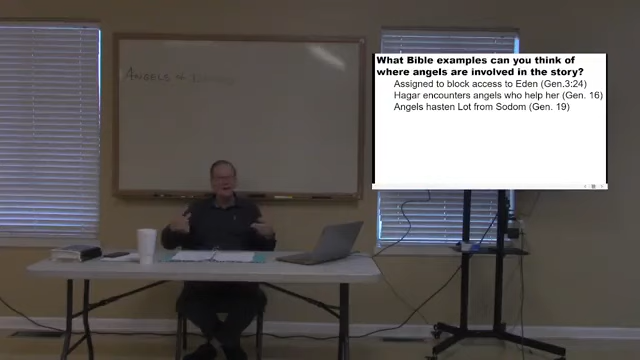 What Bible examples can you think of
where angels are involved in the story?
Assigned to block access to Eden (Gen.3:24)
Hagar encounters angels who help her (Gen. 16)
Angels hasten Lot from Sodom (Gen. 19)
ANGELS of